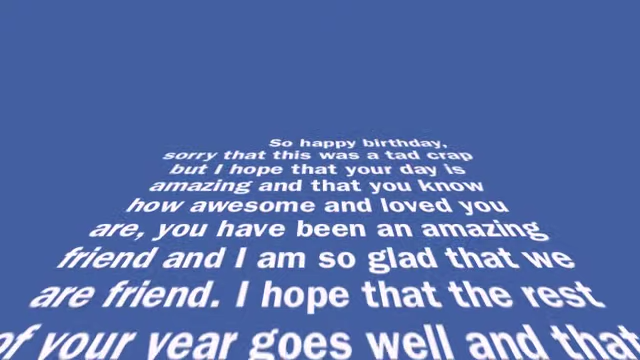 So happy birthday,
sorry that this was a tad crap
but I hope that your day is
amazing and that you know
how awesome and loved you
are, you have been an amazing
friend and I am so glad that we
are friend. I hope that the rest
of your year goes well and that